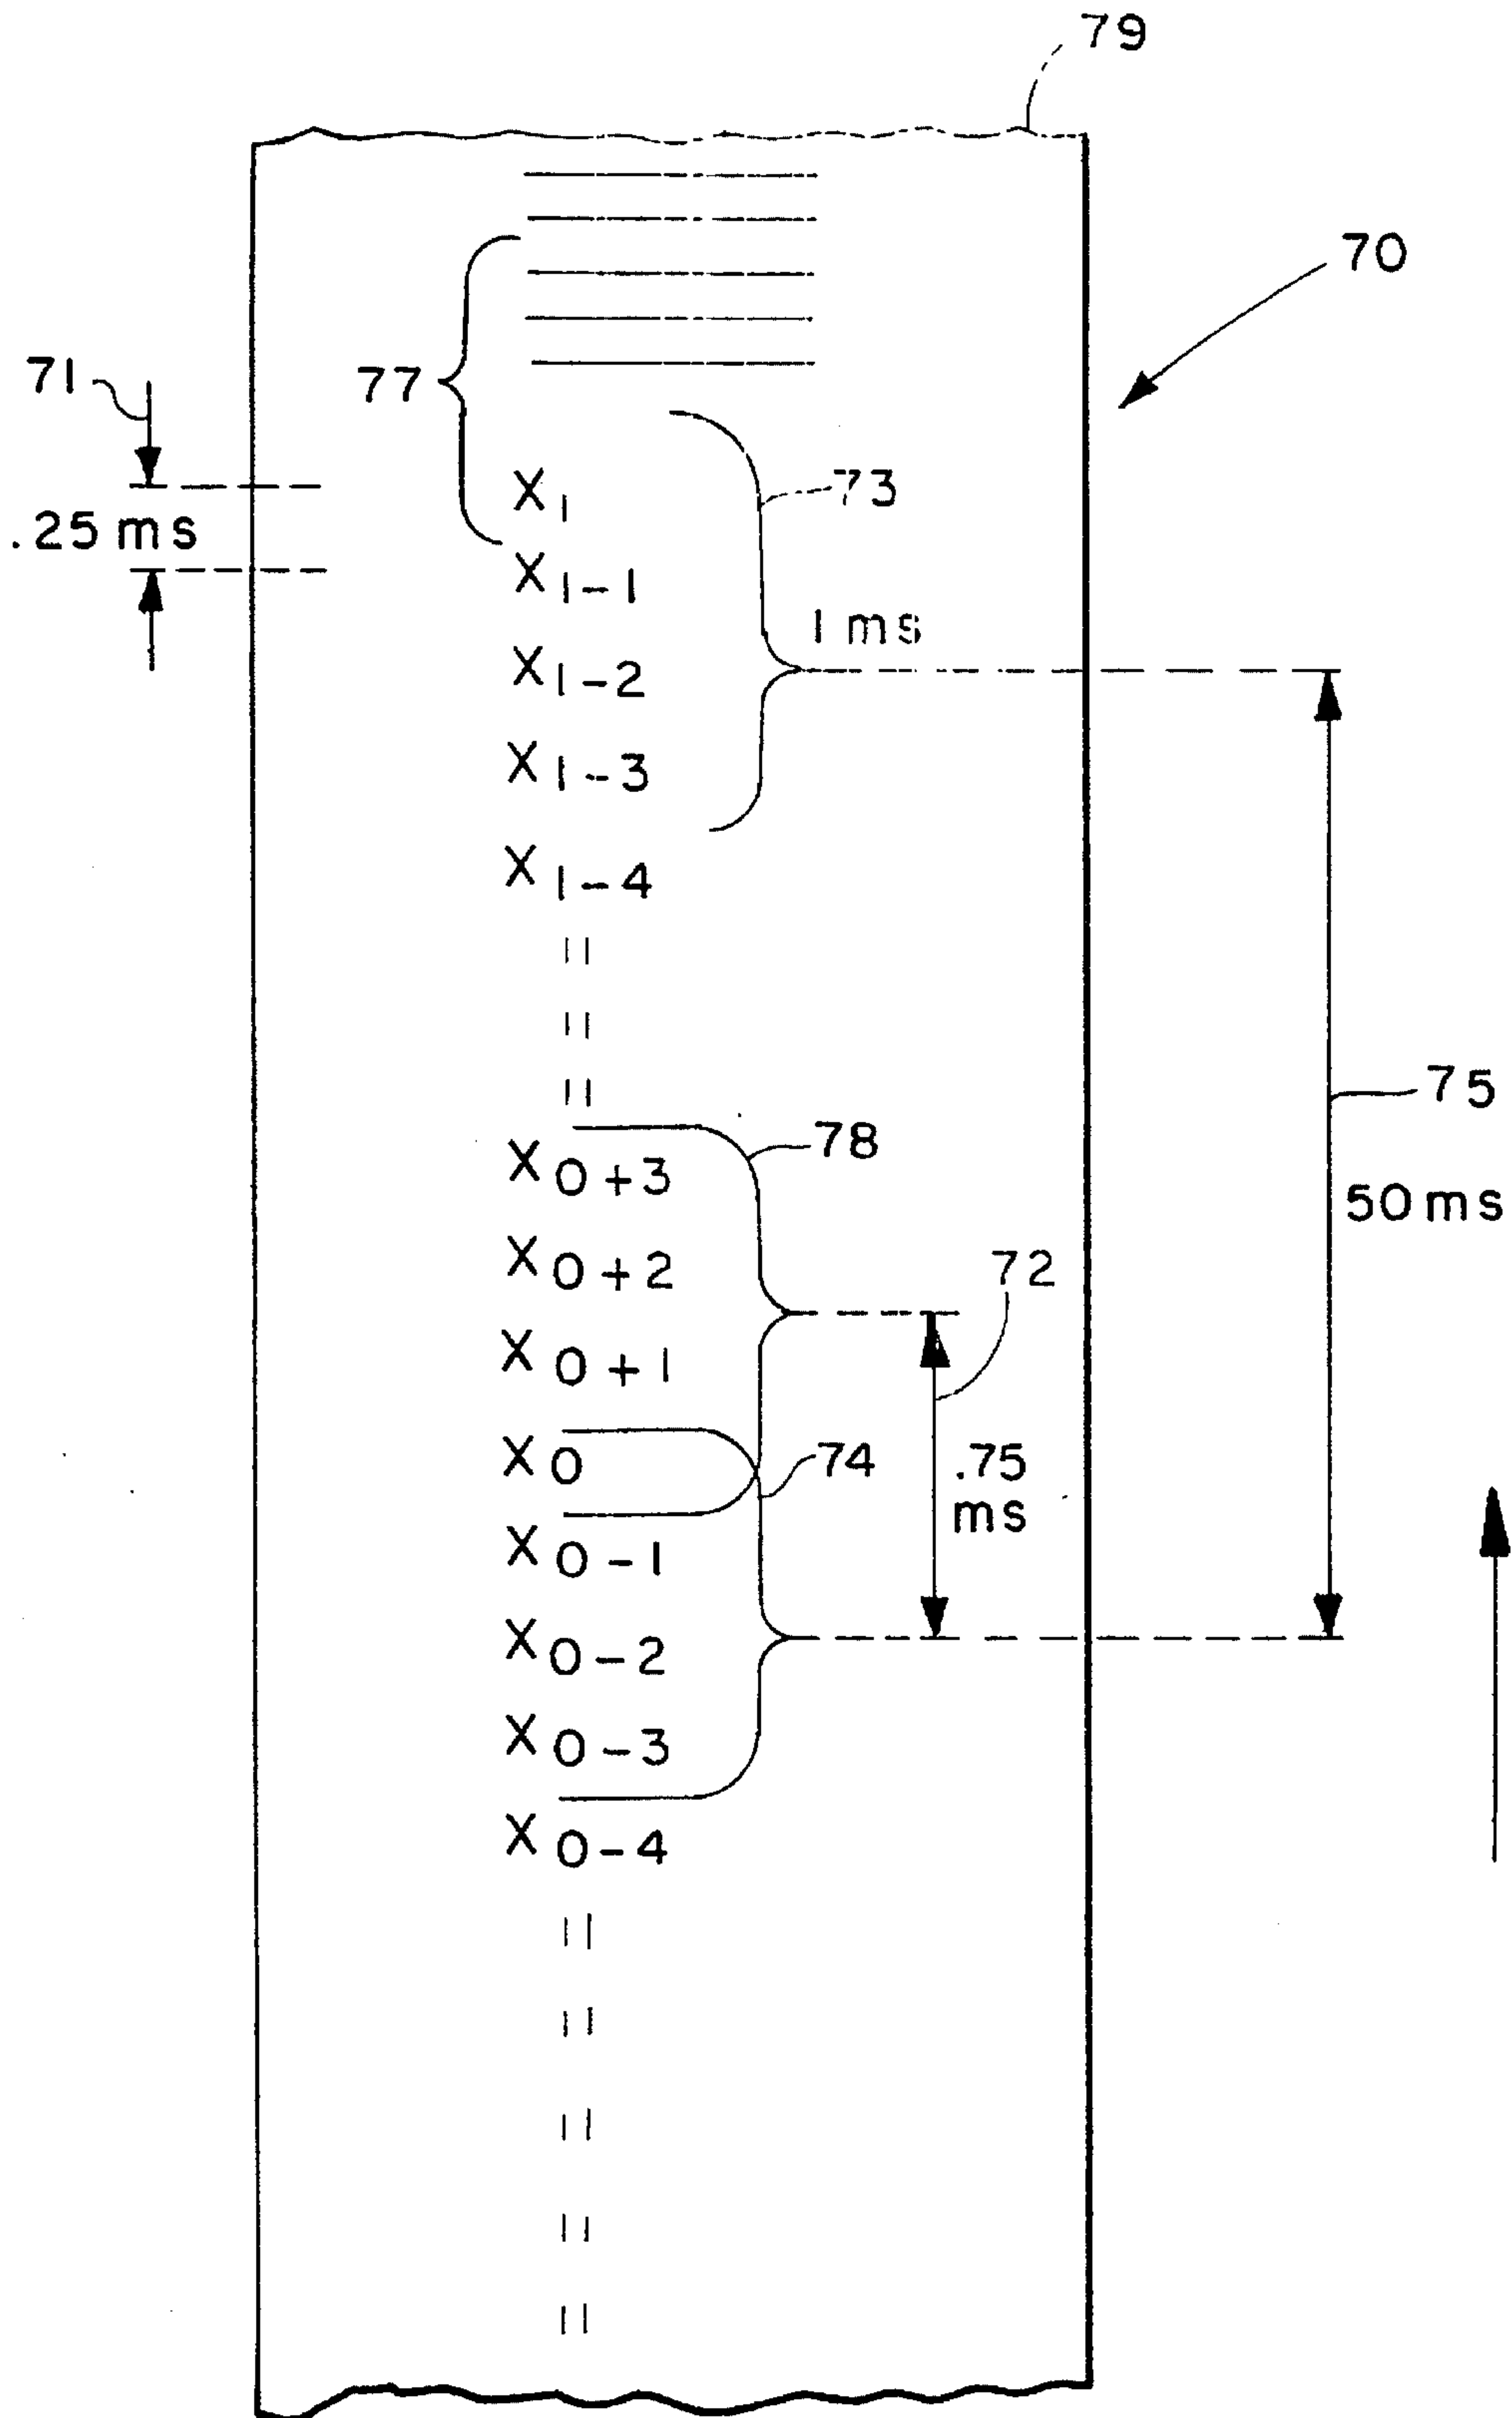 79
70
71
77
.25 ms
X₁
73
X₁₋₁
1 ms
X₁₋₂
X₁₋₃
X₁₋₄
75
78
X₀₊₃
50 ms
X₀₊₂
72
X₀₊₁
X₀
74
.75
ms
X₀₋₁
X₀₋₂
X₀₋₃
X₀₋₄